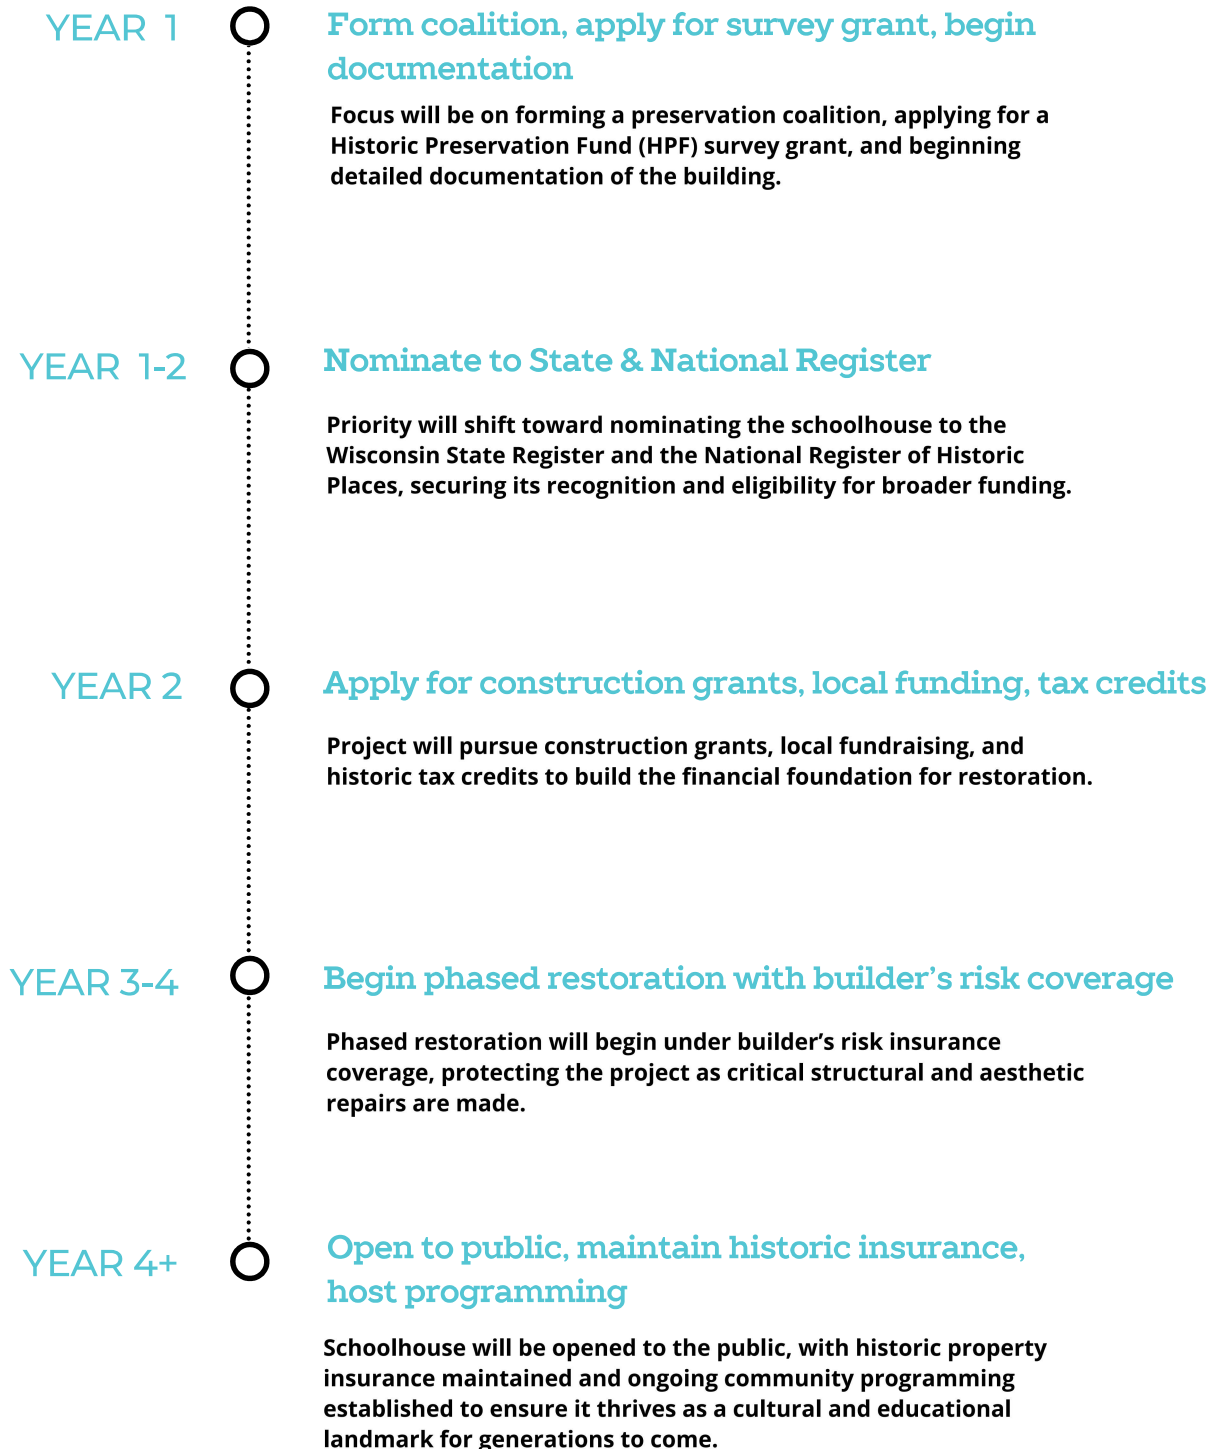 YEAR 1
Form coalition, apply for survey grant, begin
documentation
Focus will be on forming a preservation coalition, applying for a
Historic Preservation Fund (HPF) survey grant, and beginning
detailed documentation of the building.
YEAR 1-2
Nominate to State & National Register
Priority will shift toward nominating the schoolhouse to the
Wisconsin State Register and the National Register of Historic
Places, securing its recognition and eligibility for broader funding.
YEAR 2
Apply for construction grants, local funding, tax credits
Project will pursue construction grants, local fundraising, and
historic tax credits to build the financial foundation for restoration.
YEAR 3-4
Begin phased restoration with builder’s risk coverage
Phased restoration will begin under builder’s risk insurance
coverage, protecting the project as critical structural and aesthetic
repairs are made.
YEAR 4+
Open to public, maintain historic insurance,
host programming
Schoolhouse will be opened to the public, with historic property
insurance maintained and ongoing community programming
established to ensure it thrives as a cultural and educational
landmark for generations to come.